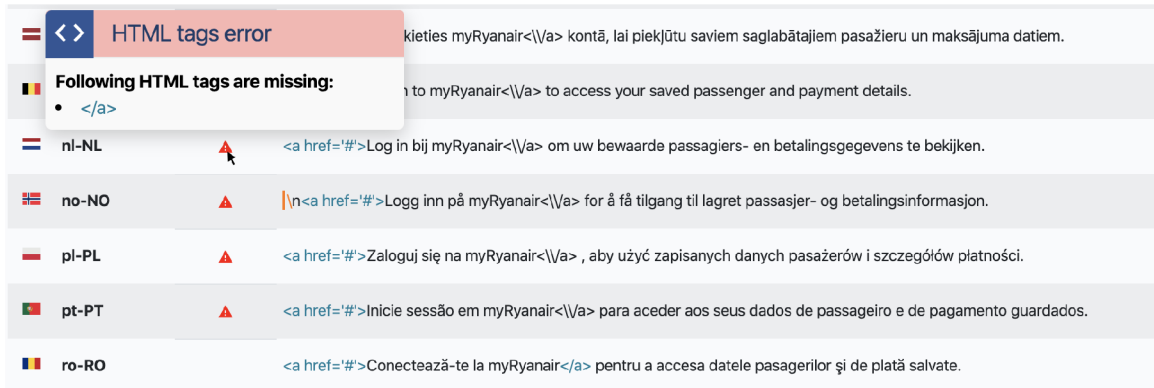 <> HTML tags error
kieties myRyanair<\\/a> kontā, lai piekļūtu saviem saglabātajiem pasažieru un maksājuma datiem.
Following HTML tags are missing:
• </a>
to myRyanair<\\/a> to access your saved passenger and payment details.
nl-NL <a href='#'>Log in bij myRyanair<\\/a> om uw bewaarde passagiers- en betalingsgegevens te bekijken.
no-NO \n<a href='#'>Logg inn på myRyanair<\\/a> for å få tilgang til lagret passasjer- og betalingsinformasjon.
pl-PL <a href='#'>Zaloguj się na myRyanair<\\/a> , aby użyć zapisanych danych pasażerów i szczegółów płatności.
pt-PT <a href='#'>Inicie sessão em myRyanair<\\/a> para aceder aos seus dados de passageiro e de pagamento guardados.
ro-RO <a href='#'>Conectează-te la myRyanair</a> pentru a accesa datele pasagerilor şi de plată salvate.